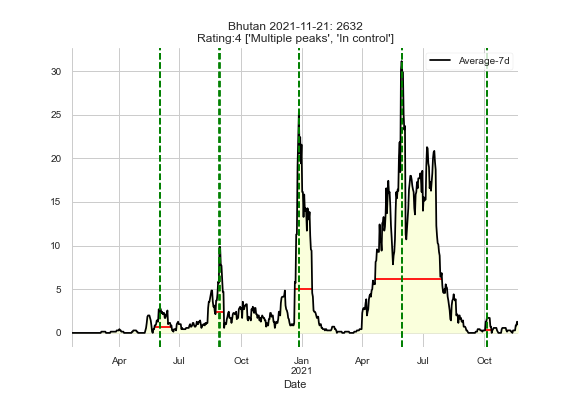 Bhutan 2021-11-21: 2632
Rating:4 ['Multiple peaks', 'In control']
Average-7d
30
25
20
15
10
5
0
Apr Jul Oct Jan Apr Jul Oct
2021
Date